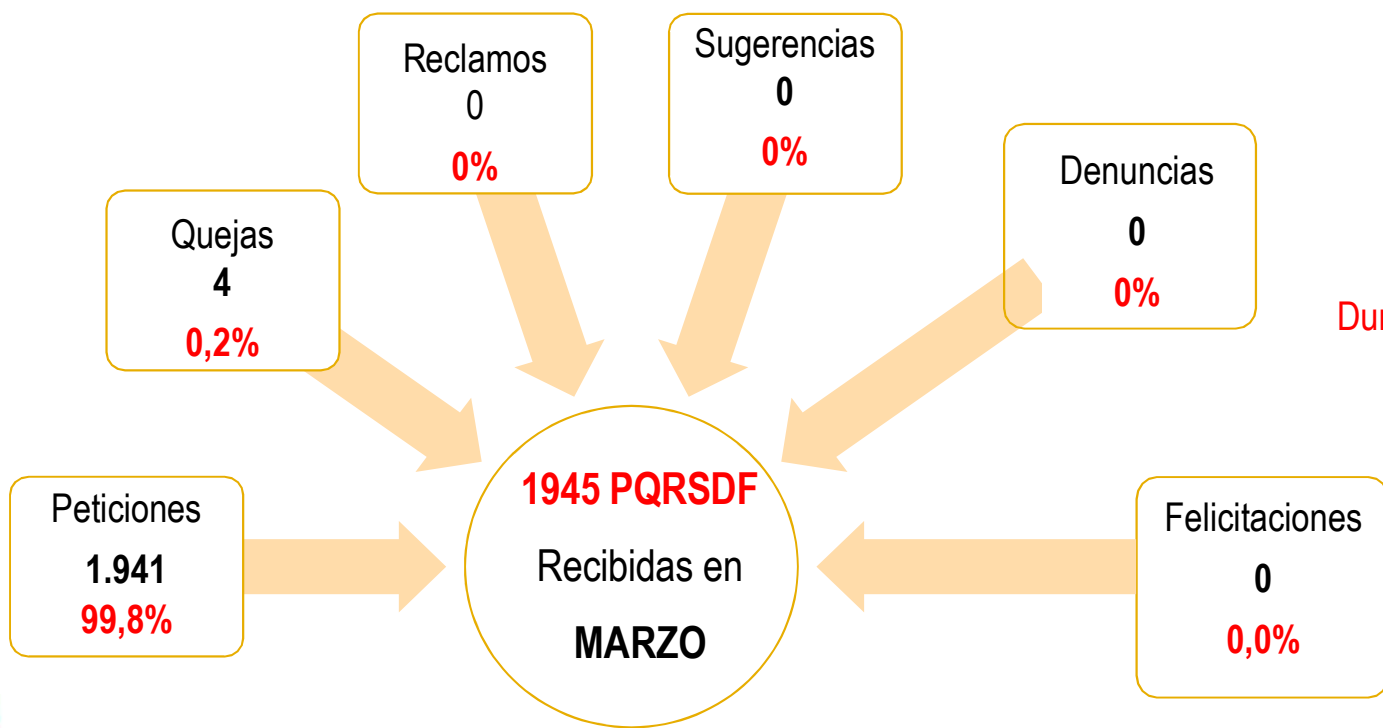 Reclamos
0
0%
Sugerencias
0
0%
Denuncias
0
0%
Quejas
4
0,2%
Peticiones
1.941
99,8%
1945 PQRSDF
Recibidas en
MARZO
Felicitaciones
0
0,0%